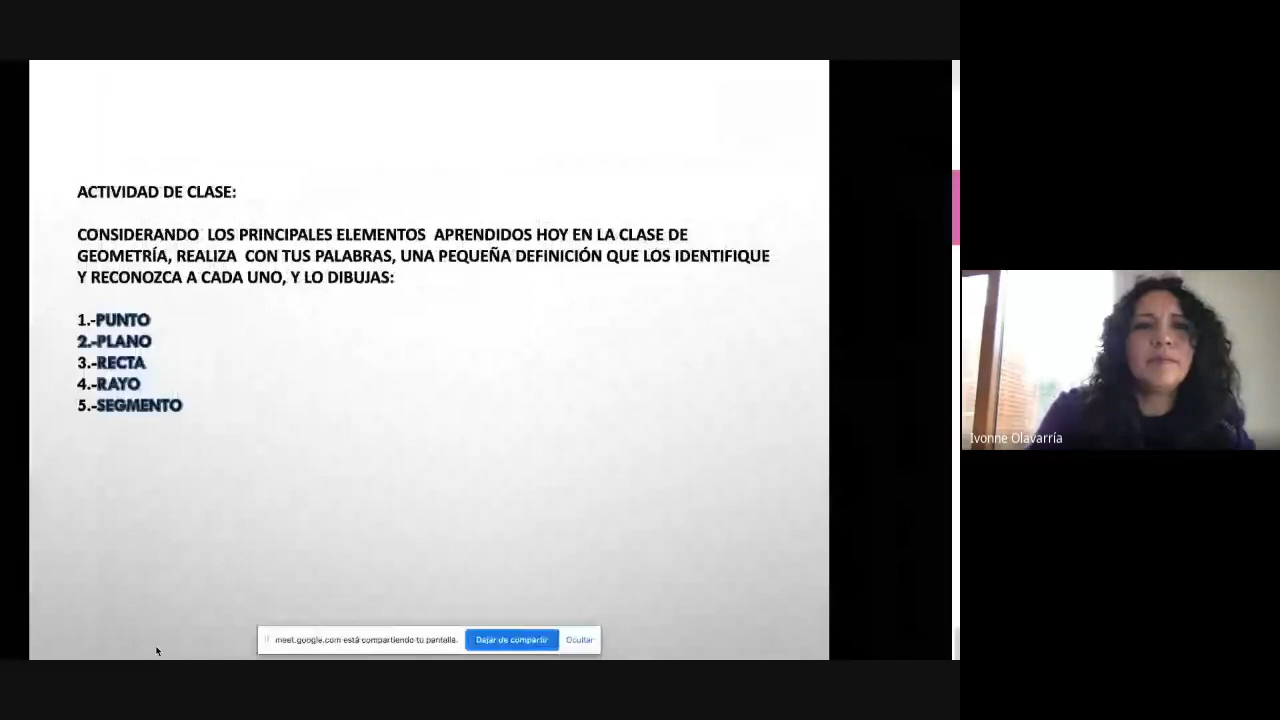 ACTIVIDAD DE CLASE:
CONSIDERANDO LOS PRINCIPALES ELEMENTOS APRENDIDOS HOY EN LA CLASE DE
GEOMETRÍA, REALIZA CON TUS PALABRAS, UNA PEQUEÑA DEFINICIÓN QUE LOS IDENTIFIQUE
Y RECONOZCA A CADA UNO, Y LO DIBUJAS:
1.-PUNTO
2.-PLANO
3.-RECTA
4.-RAYO
5.-SEGMENTO
meet.google.com está compartiendo tu pantalla. Dejar de compartir Ocultar
Ivonne Olavarría